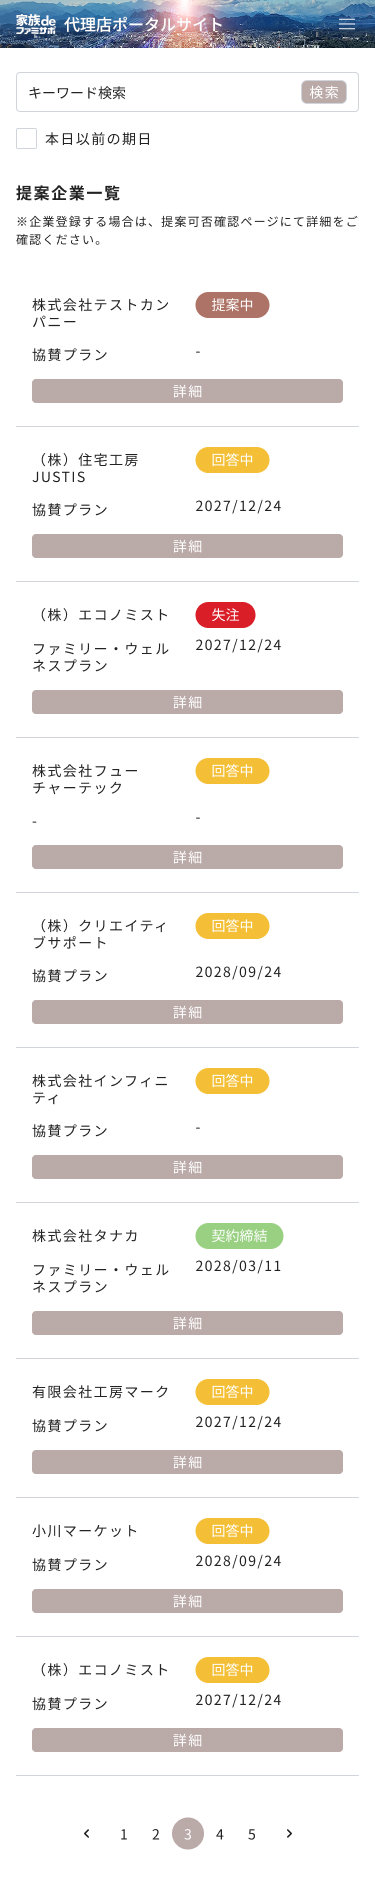 家族de
ファミサポ
代理店ポータルサイト
キーワード検索
検索
本日以前の期日
提案企業一覧
※企業登録する場合は、提案可否確認ページにて詳細をご
確認ください。
株式会社テストカン
パニー
提案中
協賛プラン
-
詳細
（株）住宅工房
JUSTIS
回答中
協賛プラン
2027/12/24
詳細
（株）エコノミスト
失注
ファミリー・ウェル
ネスプラン
2027/12/24
詳細
株式会社フュー
チャーテック
回答中
-
-
詳細
（株）クリエイティ
ブサポート
回答中
協賛プラン
2028/09/24
詳細
株式会社インフィニ
ティ
回答中
協賛プラン
-
詳細
株式会社タナカ
契約締結
ファミリー・ウェル
ネスプラン
2028/03/11
詳細
有限会社工房マーク
回答中
協賛プラン
2027/12/24
詳細
小川マーケット
回答中
協賛プラン
2028/09/24
詳細
（株）エコノミスト
回答中
協賛プラン
2027/12/24
詳細
1 2 3 4 5